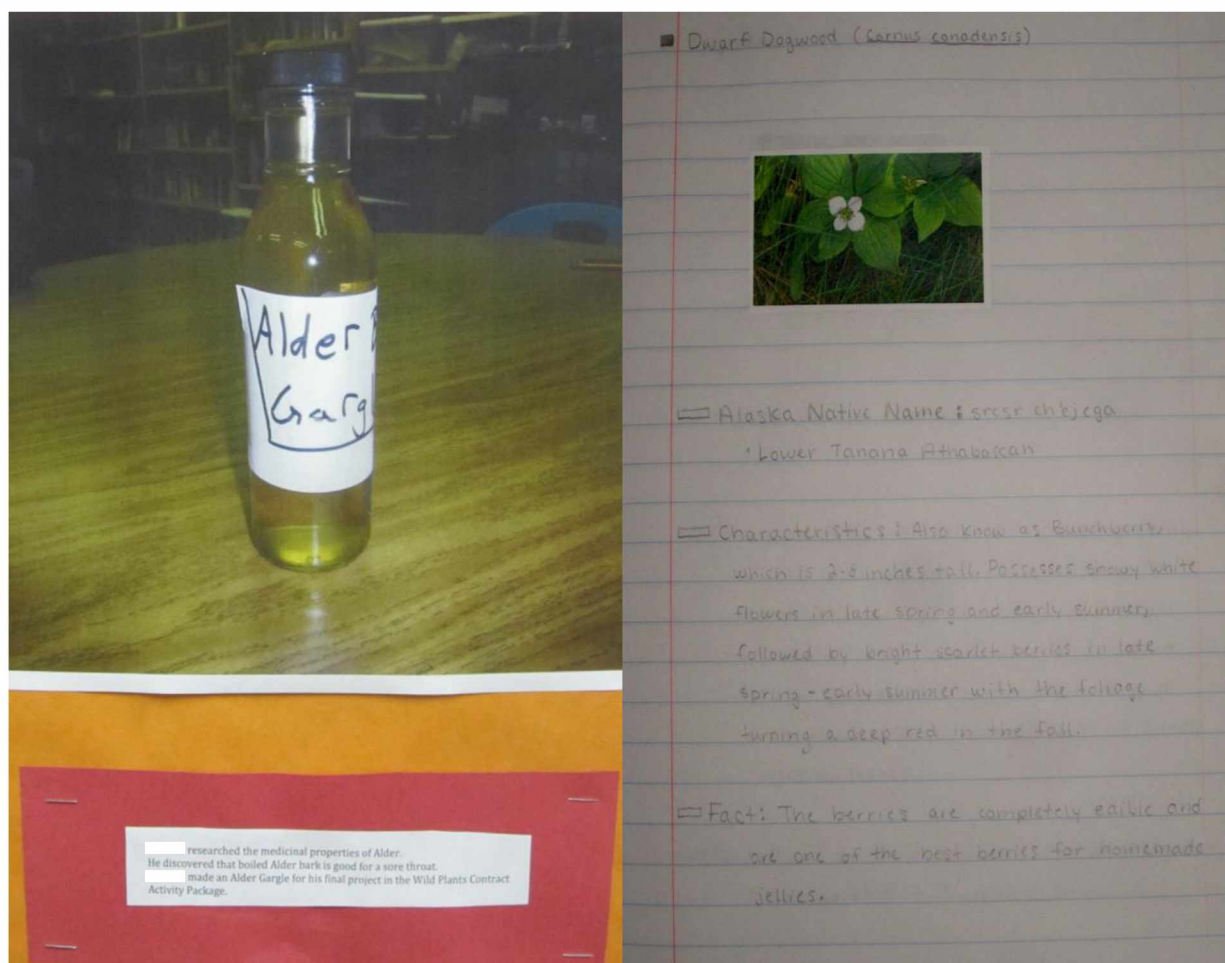 Alder
Garg
researched the medicinal properties of Alder.
He discovered that boiled Alder bark is good for a sore throat.
made an Alder Gargle for his final project in the Wild Plants Contract
Activity Package.
Dwarf Dogwood (Cornus canadensis)
Alaska Native Name:
Lower Tanana Athabascan
Characteristics: Also know as Bunchberry,
which is 2-6 inches tall. Possesses showy white
flowers in late spring and early summer,
followed by bright scarlet berries in late
spring-early summer with the foliage
turning a deep red in the fall.
Fact: The berries are completely edible and
are one of the best berries for homemade
jellies.